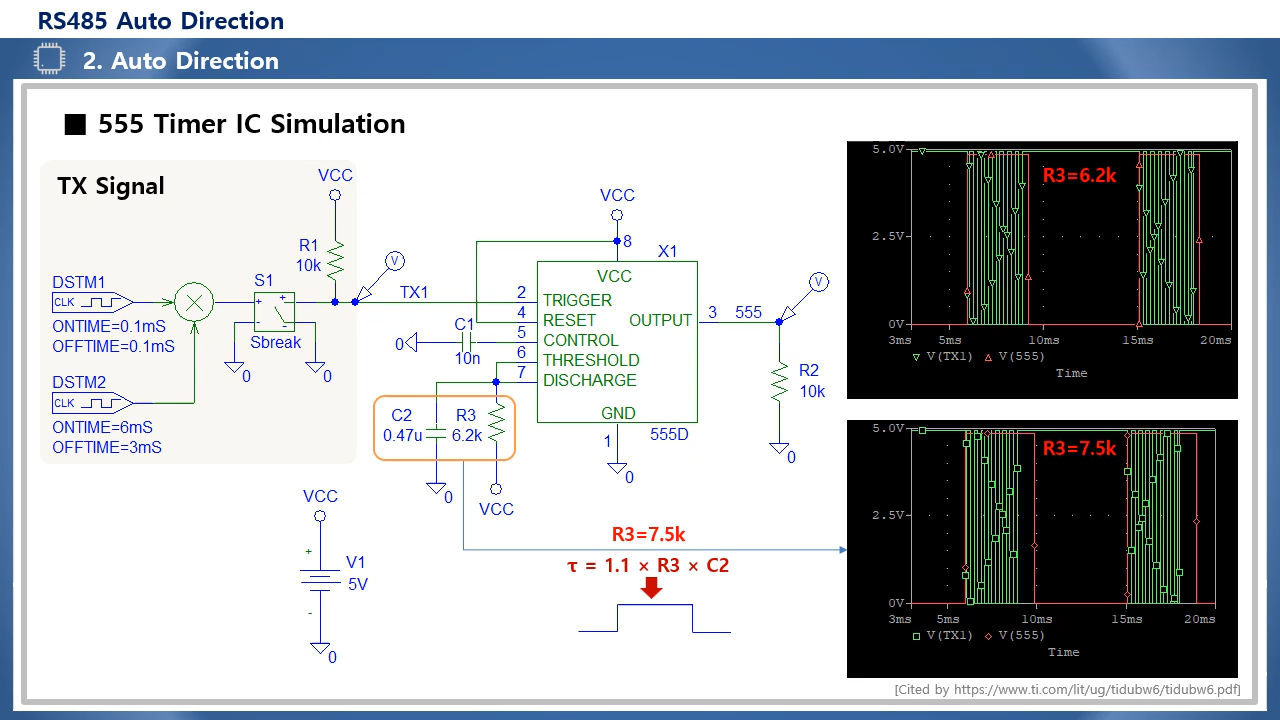 RS485 Auto Direction
2. Auto Direction
■ 555 Timer IC Simulation
TX Signal
VCC
R1
10k
V
TX1
DSTM1
CLK
ONTIME=0.1mS
OFFTIME=0.1mS
S1
+
+
-
-
Sbreak
0
0
DSTM2
CLK
ONTIME=6mS
OFFTIME=3mS
VCC
8
X1
VCC
2
TRIGGER
4
RESET
5
CONTROL
6
THRESHOLD
7
DISCHARGE
OUTPUT
3
555
V
GND
1
555D
0
C1
0
10n
C2
0.47u
R3
6.2k
0
VCC
R2
10k
0
VCC
+
V1
5V
-
0
R3=7.5k
τ = 1.1 × R3 × C2
5.0V
R3=6.2k
2.5V
0V
3ms 5ms 10ms 15ms 20ms
V(TX1) V(555)
Time
5.0V
R3=7.5k
2.5V
0V
3ms 5ms 10ms 15ms 20ms
V(TX1) V(555)
Time
[Cited by https://www.ti.com/lit/ug/tidubw6/tidubw6.pdf]